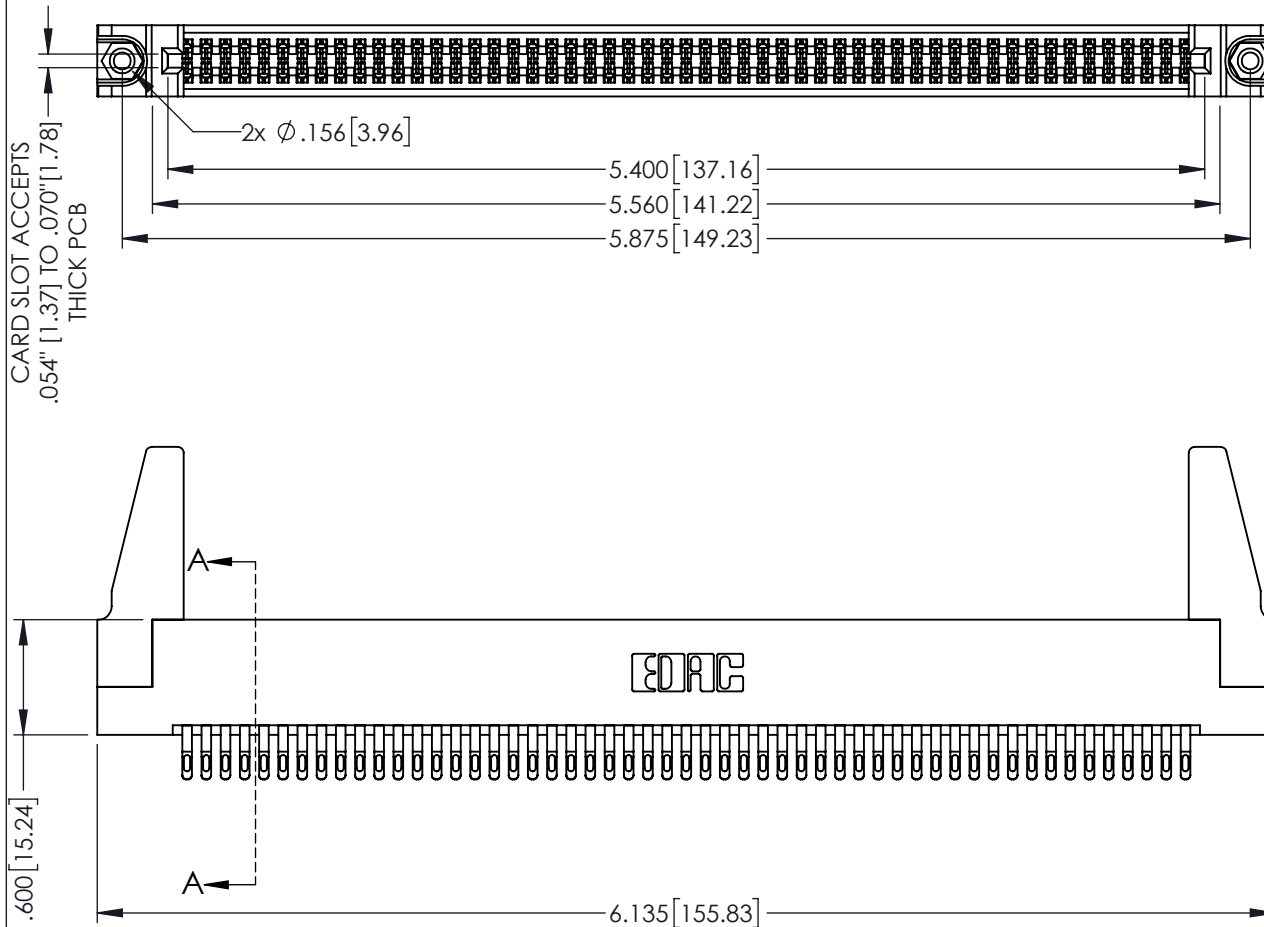 2x Ø.156[3.96]
5.400[137.16]
5.560[141.22]
5.875[149.23]
CARD SLOT ACCEPTS
.054" [1.37] TO .070"[1.78]
THICK PCB
A
EDAC
A
.600[15.24]
6.135[155.83]